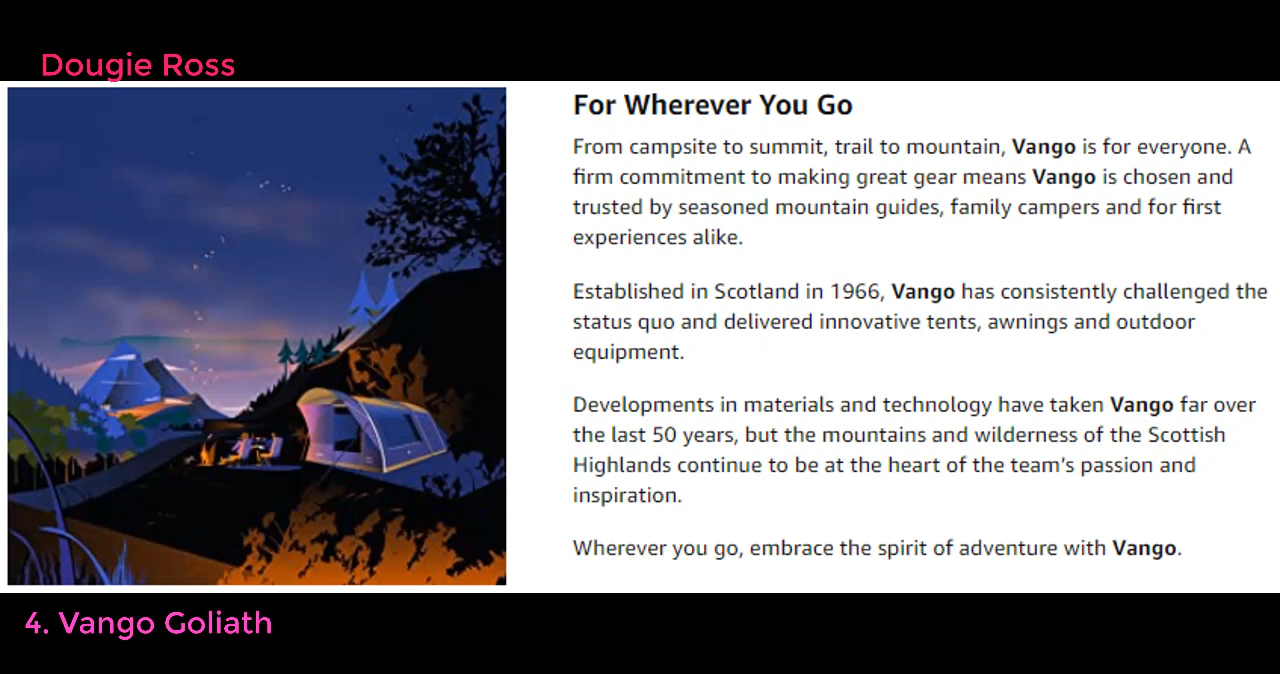 Dougie Ross
For Wherever You Go
From campsite to summit, trail to mountain, Vango is for everyone. A
firm commitment to making great gear means Vango is chosen and
trusted by seasoned mountain guides, family campers and for first
experiences alike.
Established in Scotland in 1966, Vango has consistently challenged the
status quo and delivered innovative tents, awnings and outdoor
equipment.
Developments in materials and technology have taken Vango far over
the last 50 years, but the mountains and wilderness of the Scottish
Highlands continue to be at the heart of the team's passion and
inspiration.
Wherever you go, embrace the spirit of adventure with Vango.
4. Vango Goliath